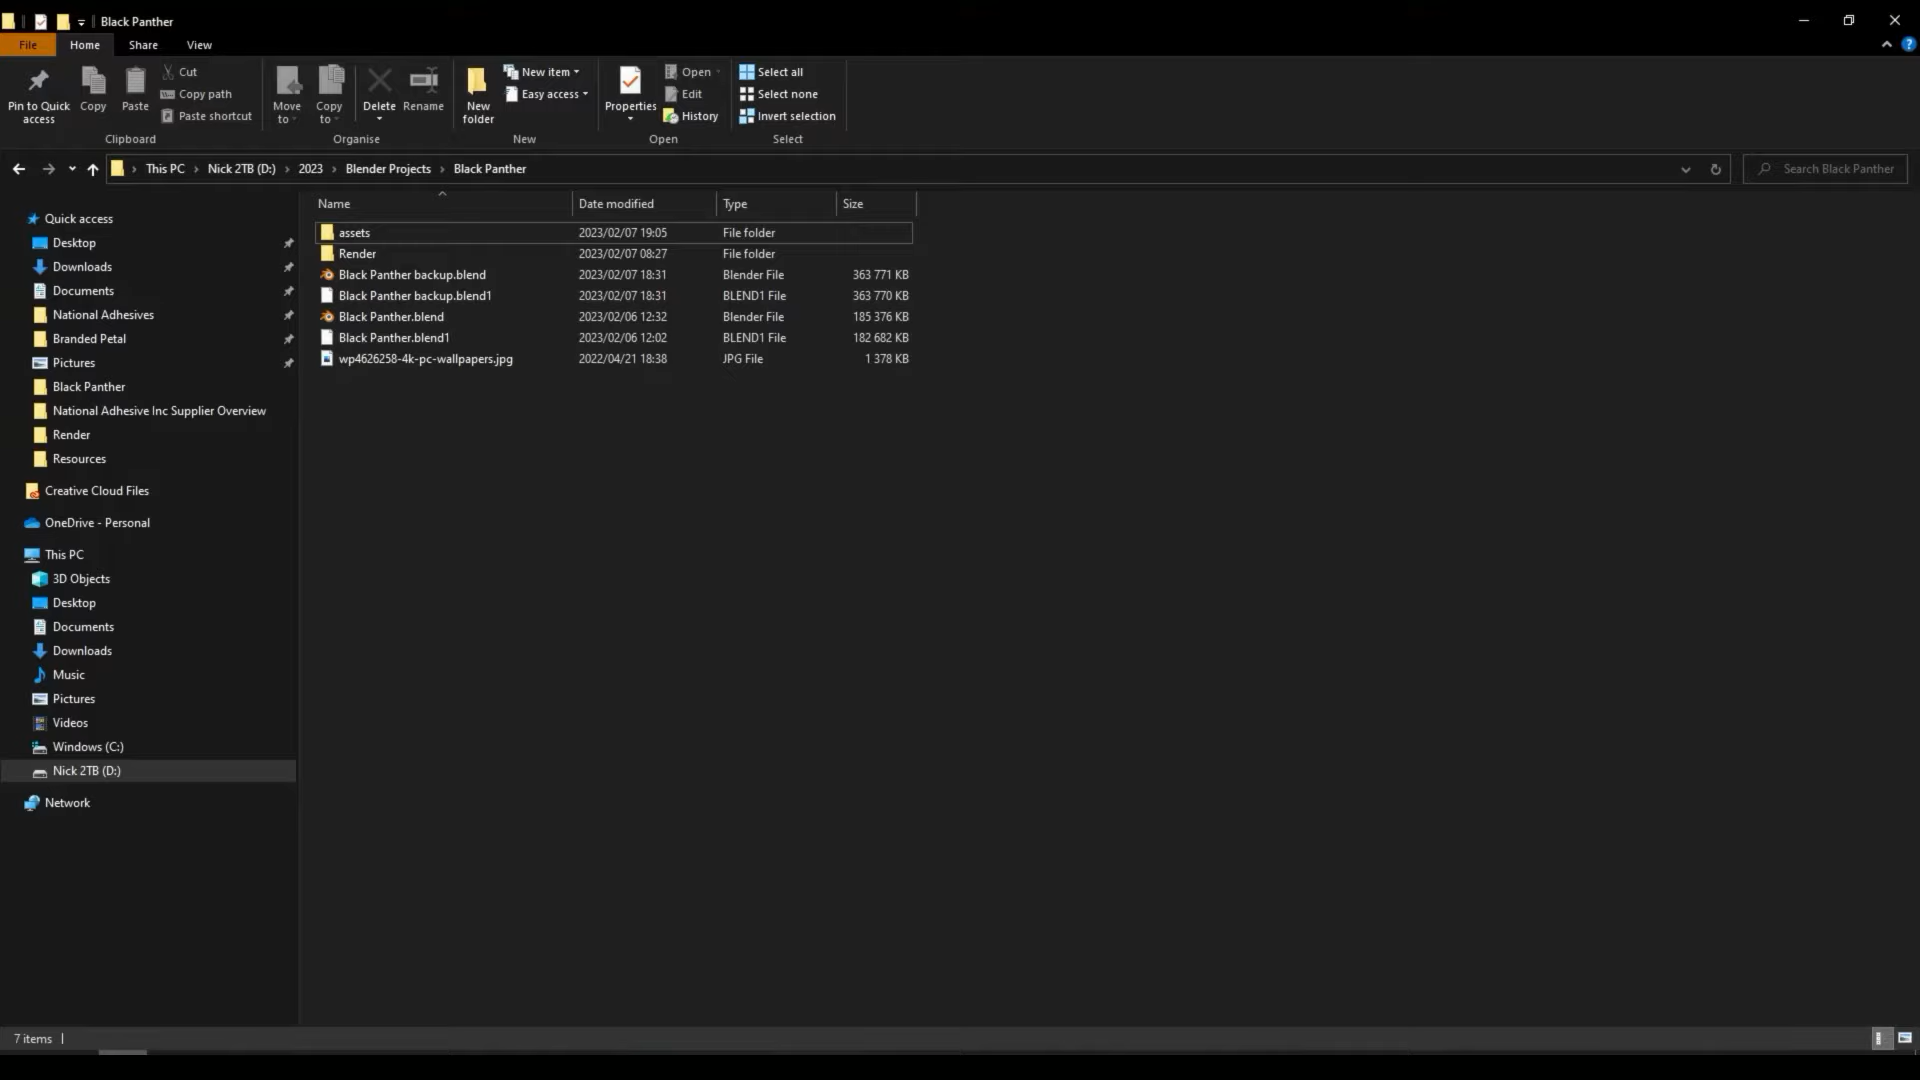 Black Panther
File Home Share View
Pin to Quick access
Copy
Paste
Cut
Copy path
Paste shortcut
Clipboard
Move to
Copy to
Delete
Rename
Organise
New folder
New item
Easy access
New
Properties
Open
Edit
History
Open
Select all
Select none
Invert selection
Select
This PC › Nick 2TB (D:) › 2023 › Blender Projects › Black Panther
Search Black Panther
Quick access
Desktop
Downloads
Documents
National Adhesives
Branded Petal
Pictures
Black Panther
National Adhesive Inc Supplier Overview
Render
Resources
Creative Cloud Files
OneDrive - Personal
This PC
3D Objects
Desktop
Documents
Downloads
Music
Pictures
Videos
Windows (C:)
Nick 2TB (D:)
Network
Name Date modified Type Size
assets 2023/02/07 19:05 File folder
Render 2023/02/07 08:27 File folder
Black Panther backup.blend 2023/02/07 18:31 Blender File 363 771 KB
Black Panther backup.blend1 2023/02/07 18:31 BLEND1 File 363 770 KB
Black Panther.blend 2023/02/06 12:32 Blender File 185 376 KB
Black Panther.blend1 2023/02/06 12:02 BLEND1 File 182 682 KB
wp4626258-4k-pc-wallpapers.jpg 2022/04/21 18:38 JPG File 1 378 KB
7 items